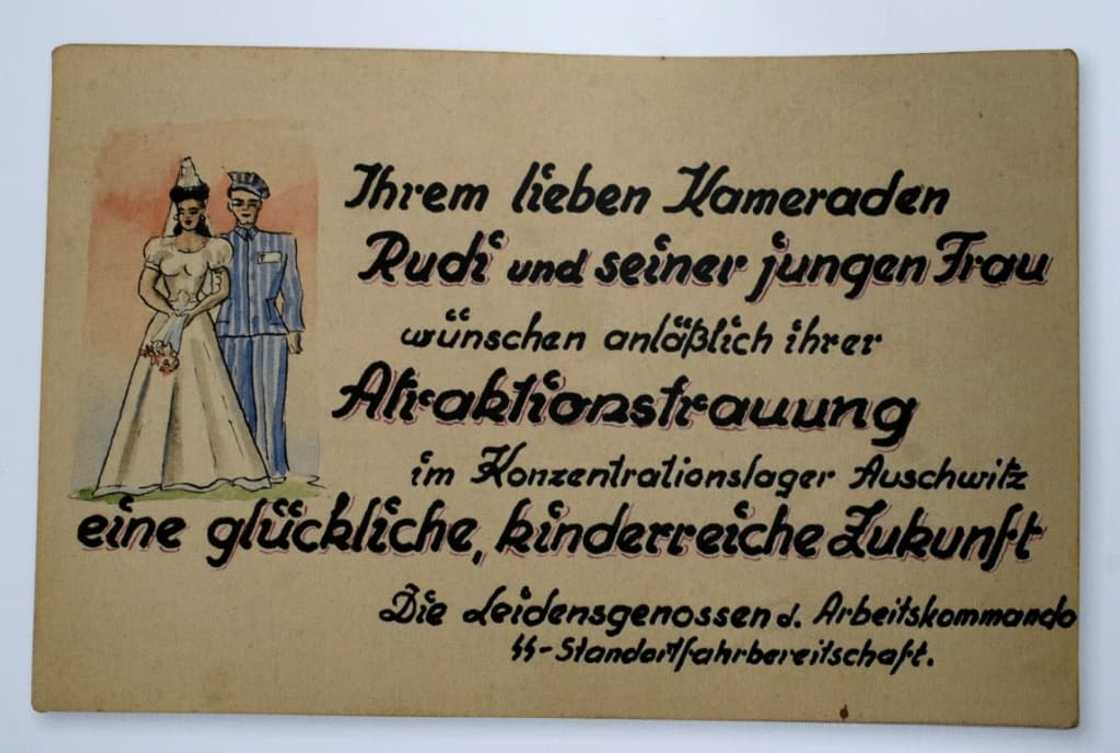 Ihrem lieben Kameraden
Rudi und seiner jungen Frau
wünschen anläßlich ihrer
Atraktionstrauung
im Konzentrationslager Auschwitz
eine glückliche, kinderreiche Zukunft
Die Leidensgenossen d. Arbeitskommando
SS-Standortfahrbereitschaft.